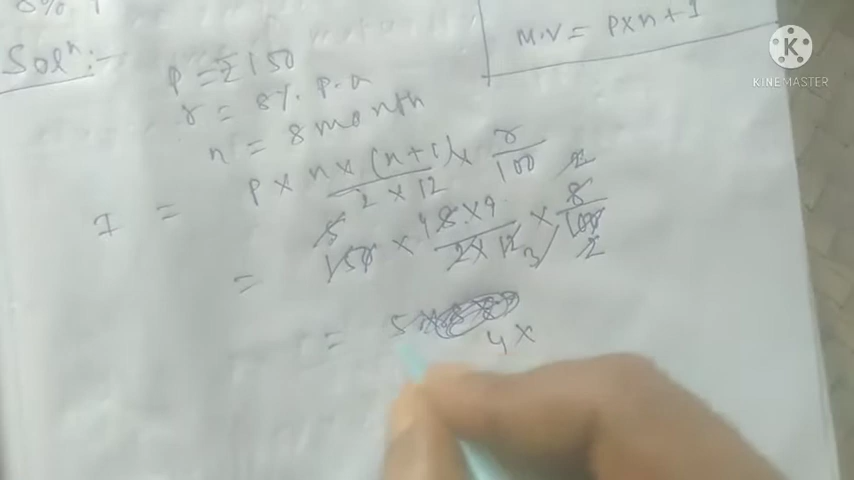 8% P
M.V = P×n+I
KINEMASTER
Solⁿ:-
P = ₹150
r = 8% p.a
n = 8 month
I = P × n × (n+1) / 2 × 12 × r / 100
= 150 × 8×9 / 2×12 × 8 / 100
= 5 × 4 ×